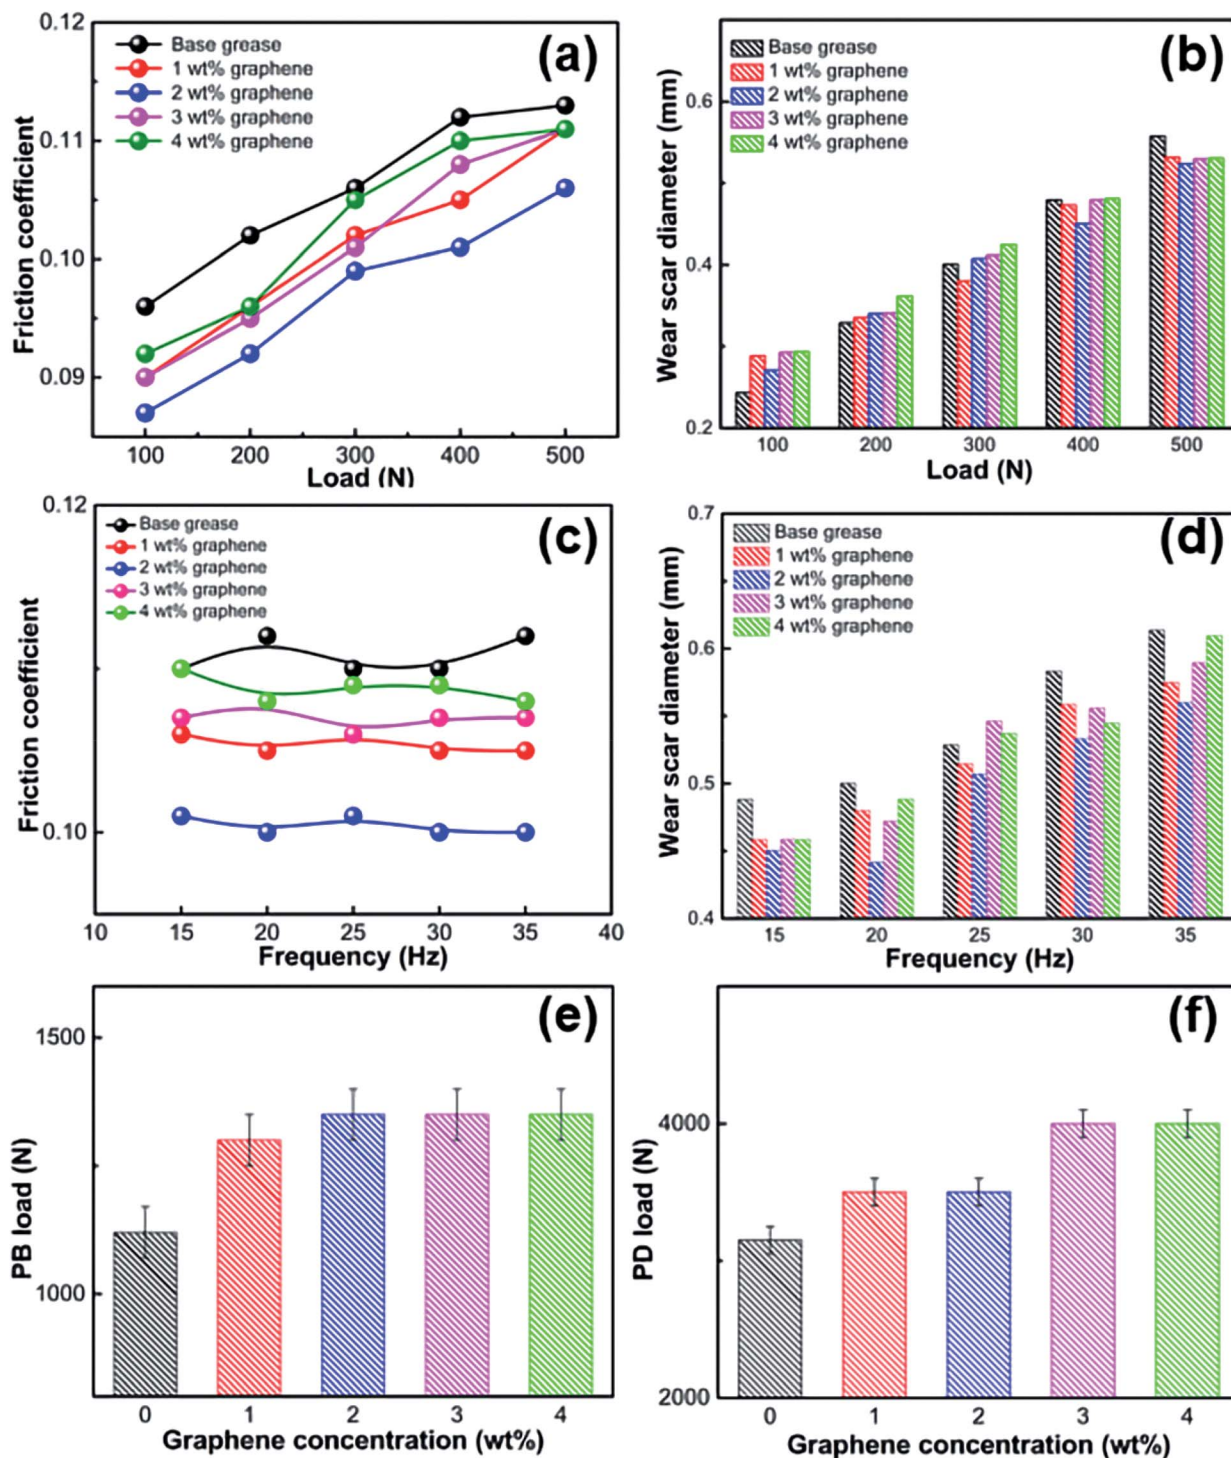 0.12
(a)
Base grease
1 wt% graphene
2 wt% graphene
3 wt% graphene
4 wt% graphene
0.11
0.10
0.09
Friction coefficient
100 200 300 400 500
Load (N)
(b)
Base grease
1 wt% graphene
2 wt% graphene
3 wt% graphene
4 wt% graphene
0.6
0.4
0.2
Wear scar diameter (mm)
100 200 300 400 500
Load (N)
0.12
(c)
Base grease
1 wt% graphene
2 wt% graphene
3 wt% graphene
4 wt% graphene
0.10
Friction coefficient
10 15 20 25 30 35 40
Frequency (Hz)
0.7
(d)
Base grease
1 wt% graphene
2 wt% graphene
3 wt% graphene
4 wt% graphene
0.6
0.5
0.4
Wear scar diameter (mm)
15 20 25 30 35
Frequency (Hz)
(e)
1500
1000
PB load (N)
0 1 2 3 4
Graphene concentration (wt%)
(f)
4000
2000
PD load (N)
0 1 2 3 4
Graphene concentration (wt%)